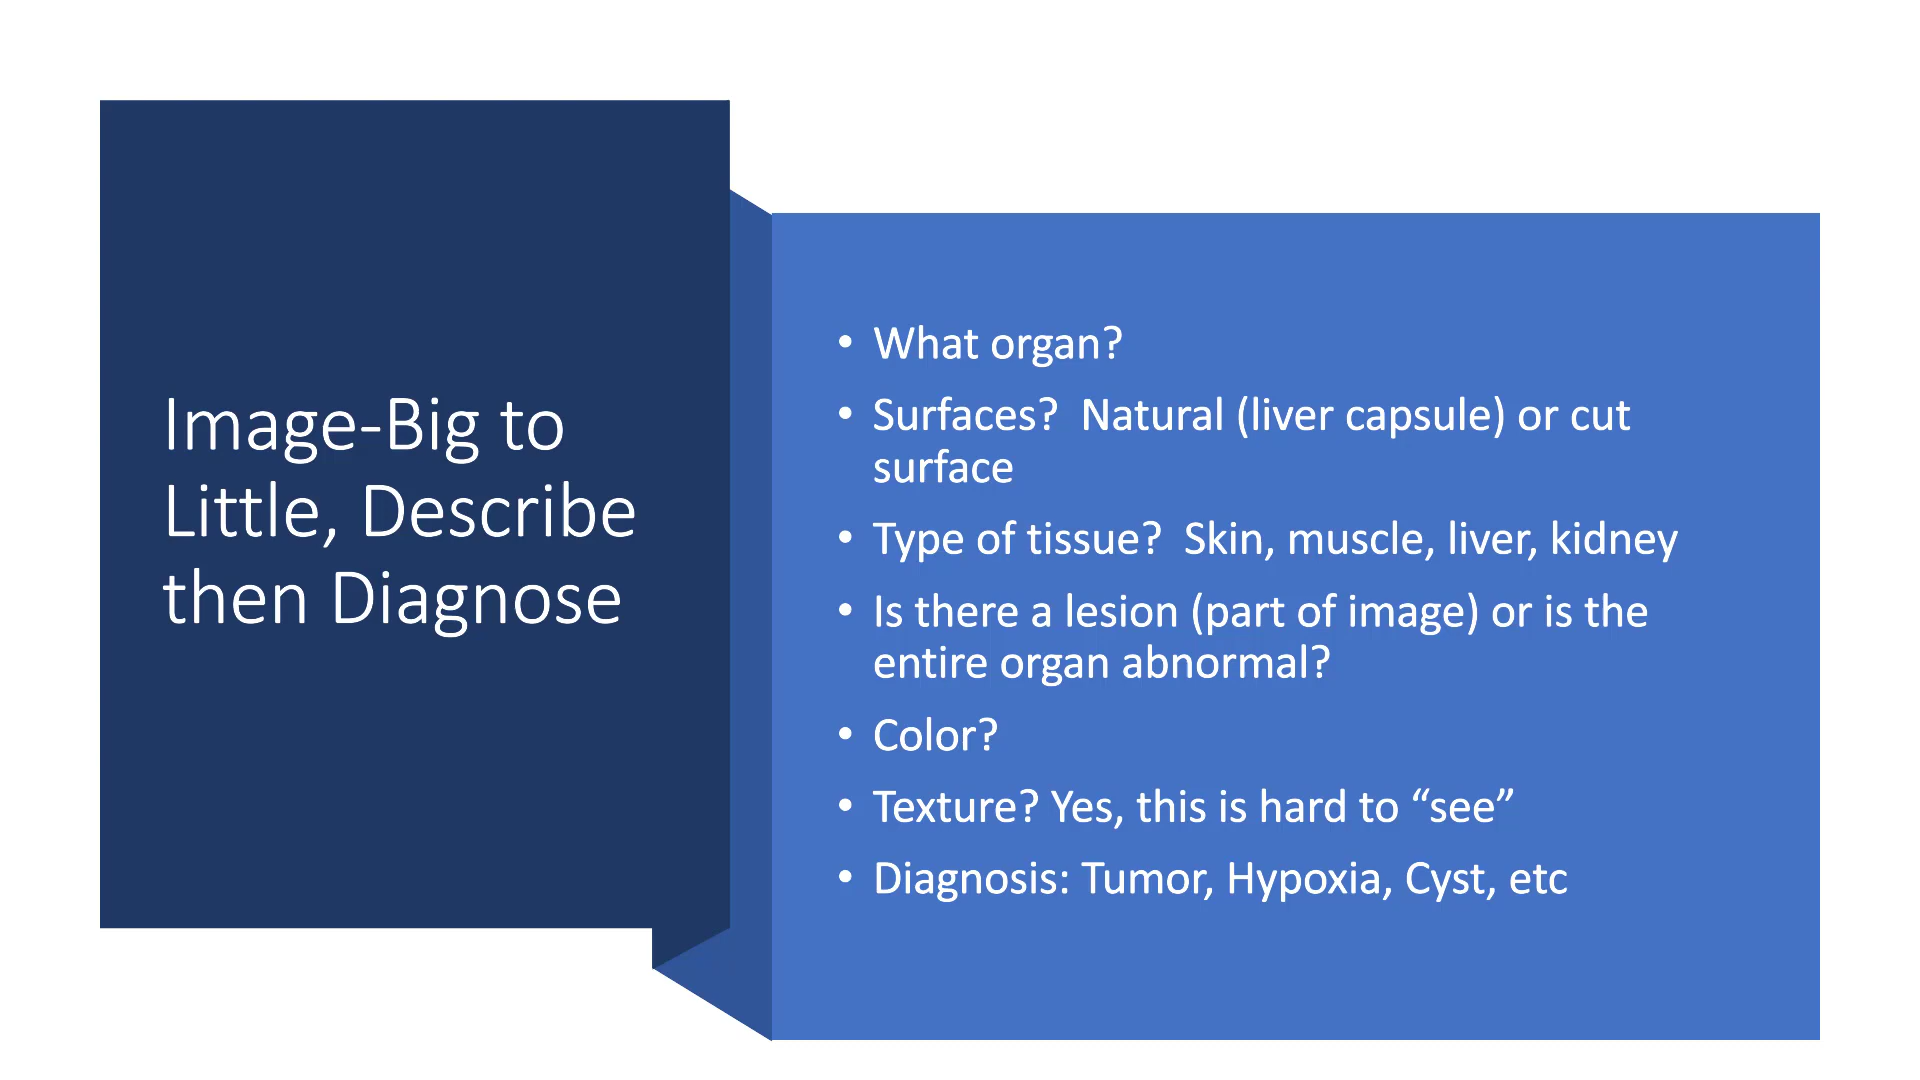 Image-Big to
Little, Describe
then Diagnose
• What organ?
• Surfaces?  Natural (liver capsule) or cut
surface
• Type of tissue?  Skin, muscle, liver, kidney
• Is there a lesion (part of image) or is the
entire organ abnormal?
• Color?
• Texture? Yes, this is hard to “see”
• Diagnosis: Tumor, Hypoxia, Cyst, etc